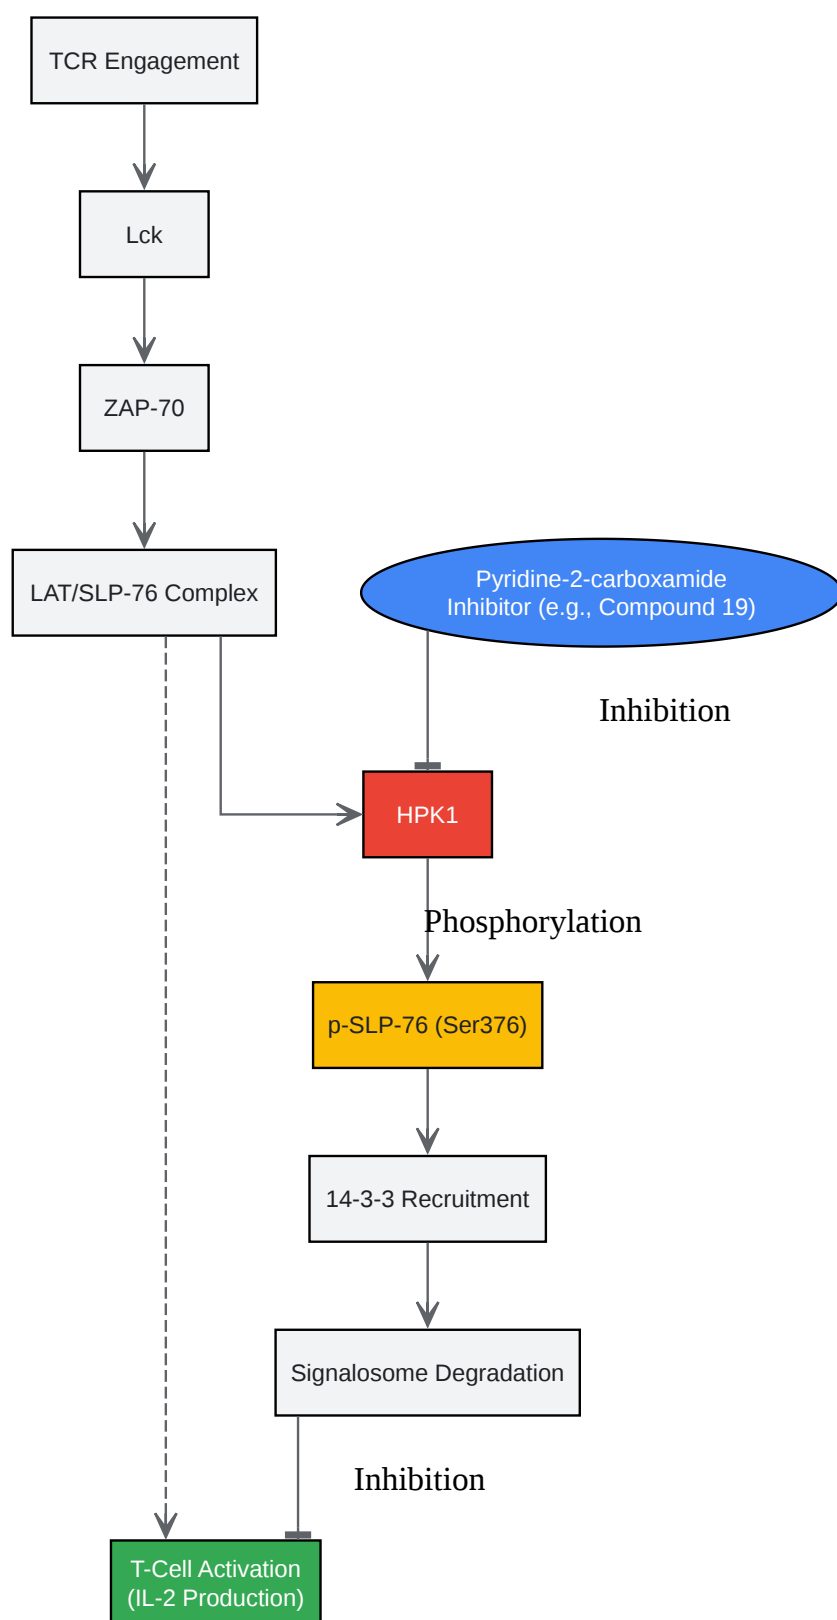 TCR Engagement
Lck
ZAP-70
LAT/SLP-76 Complex
Pyridine-2-carboxamide
Inhibitor (e.g., Compound 19)
Inhibition
HPK1
Phosphorylation
p-SLP-76 (Ser376)
14-3-3 Recruitment
Signalosome Degradation
Inhibition
T-Cell Activation
(IL-2 Production)